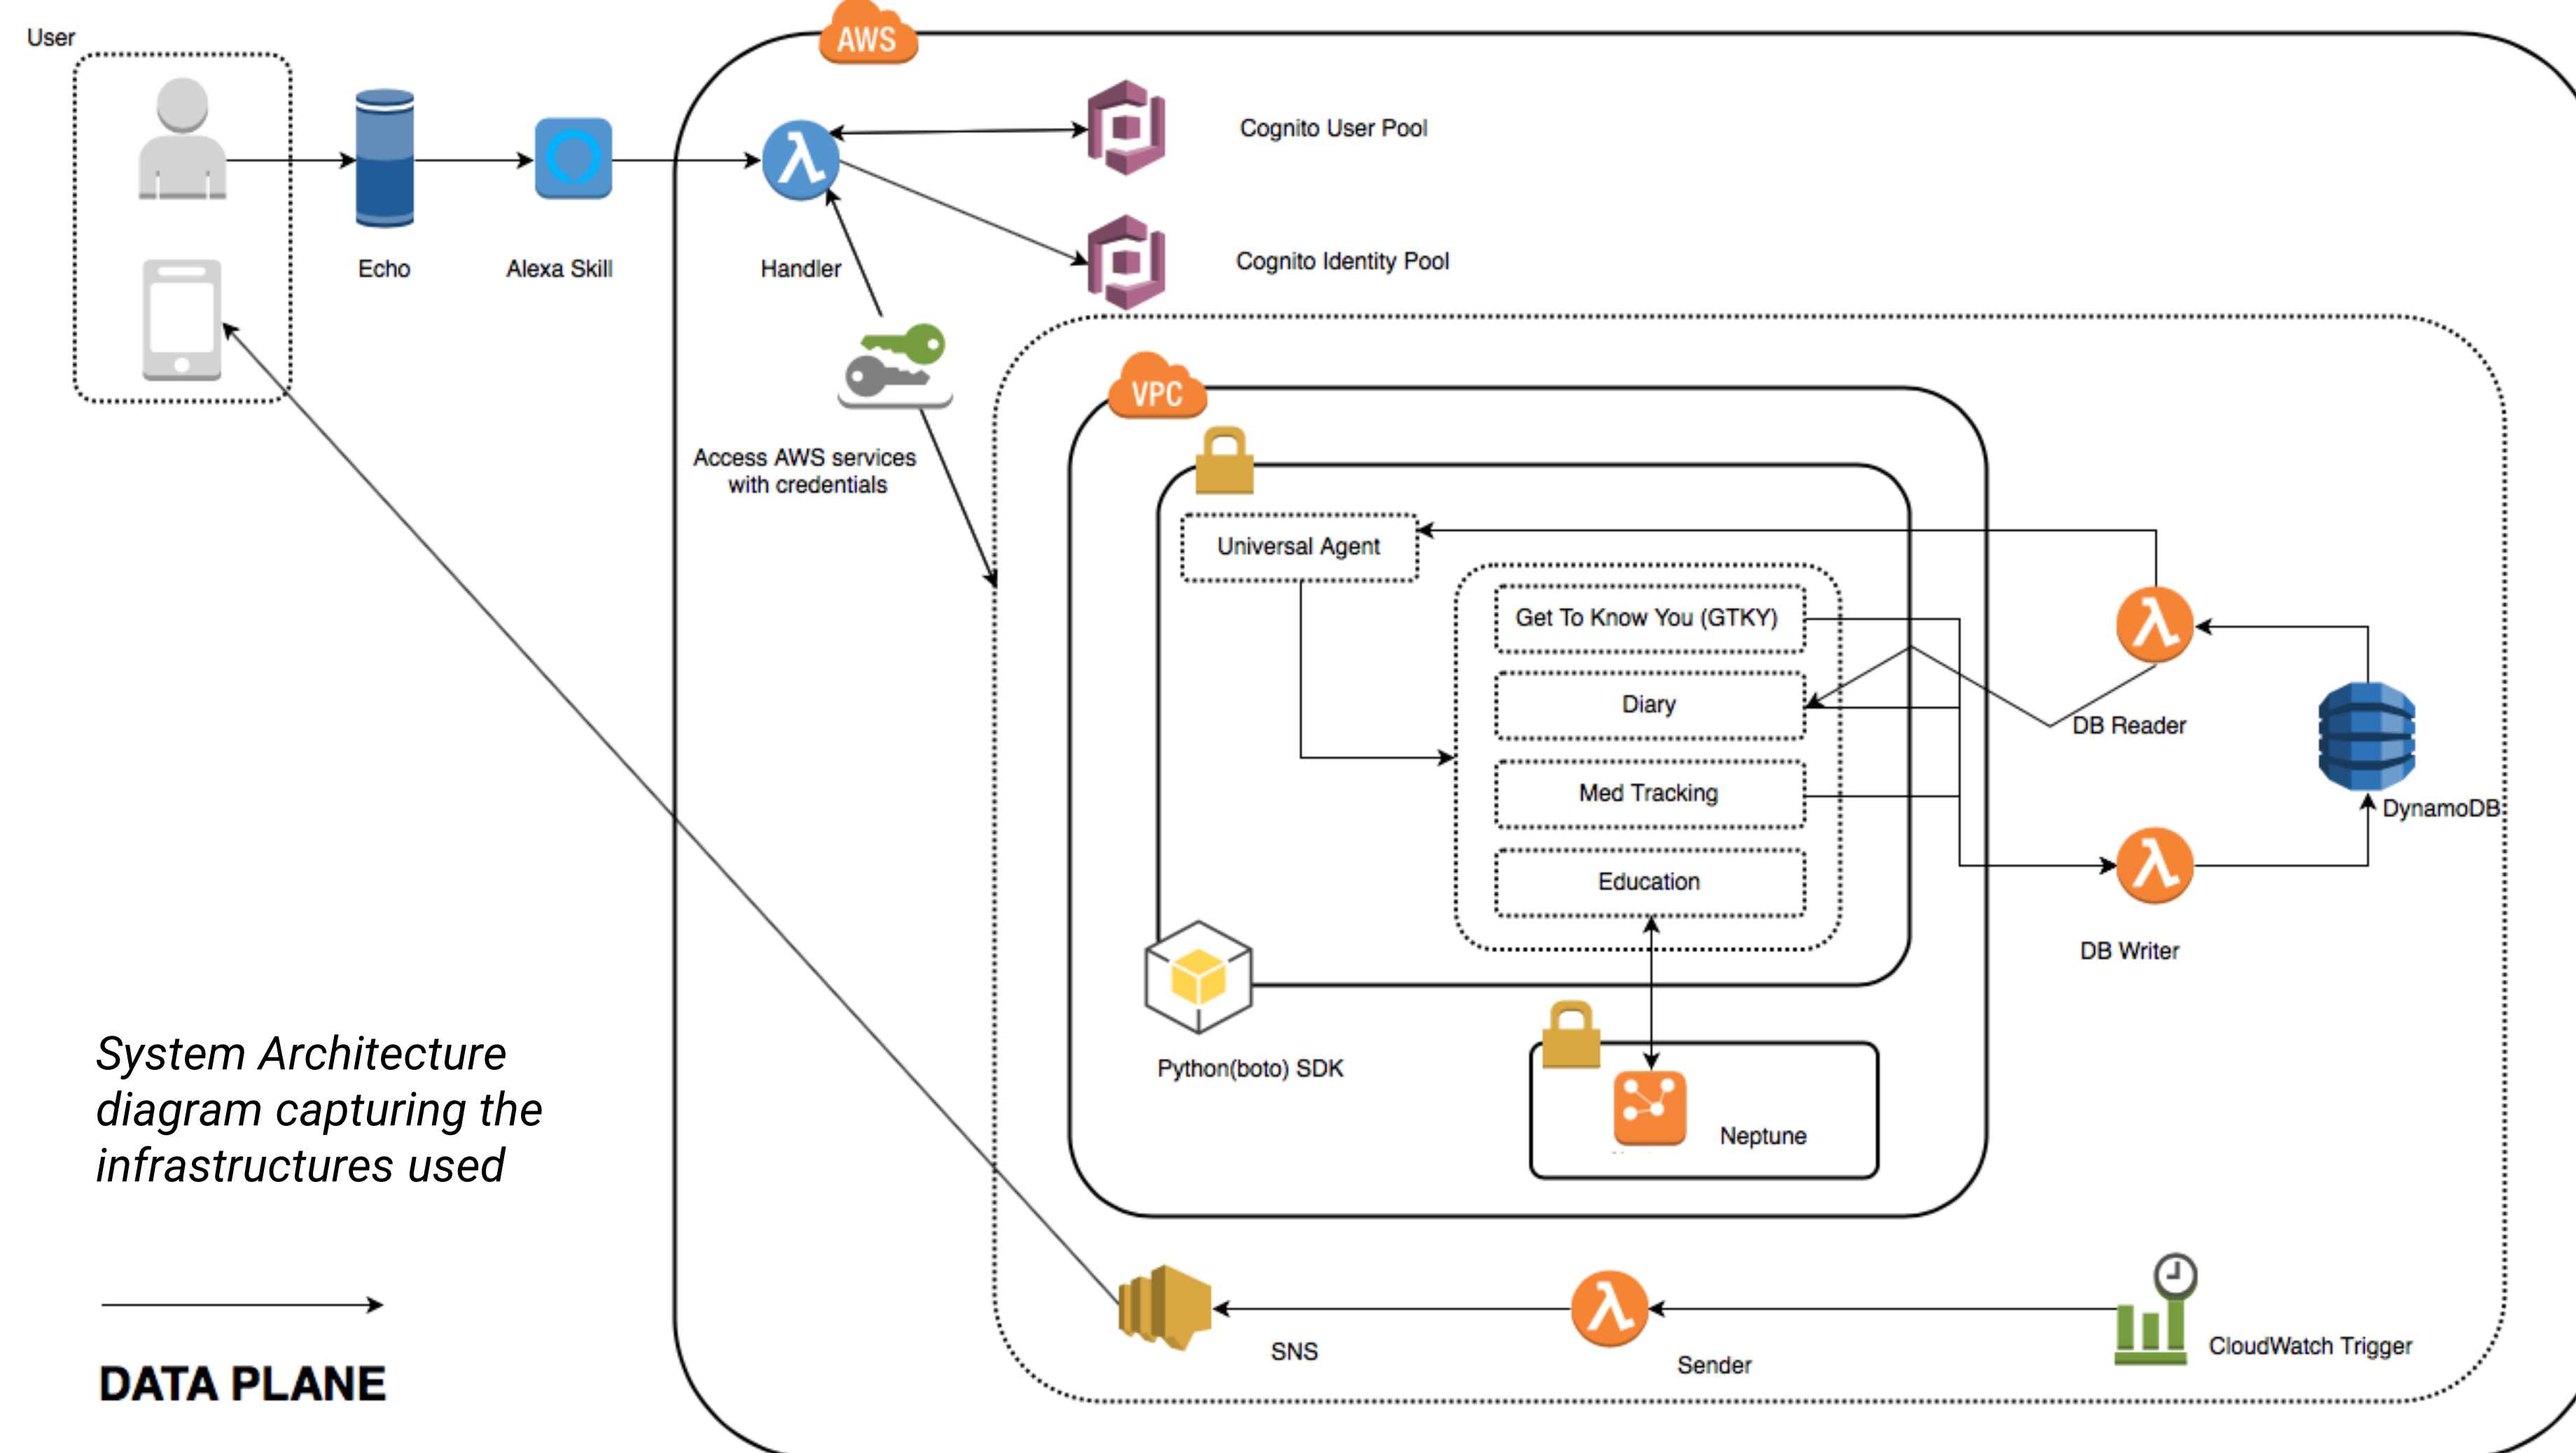 User
AWS
Cognito User Pool
Echo
Alexa Skill
Handler
Cognito Identity Pool
VPC
Access AWS services
with credentials
Universal Agent
Get To Know You (GTKY)
Diary
DB Reader
Med Tracking
DynamoDB
Education
DB Writer
Python(boto) SDK
Neptune
System Architecture
diagram capturing the
infrastructures used
SNS
Sender
CloudWatch Trigger
DATA PLANE